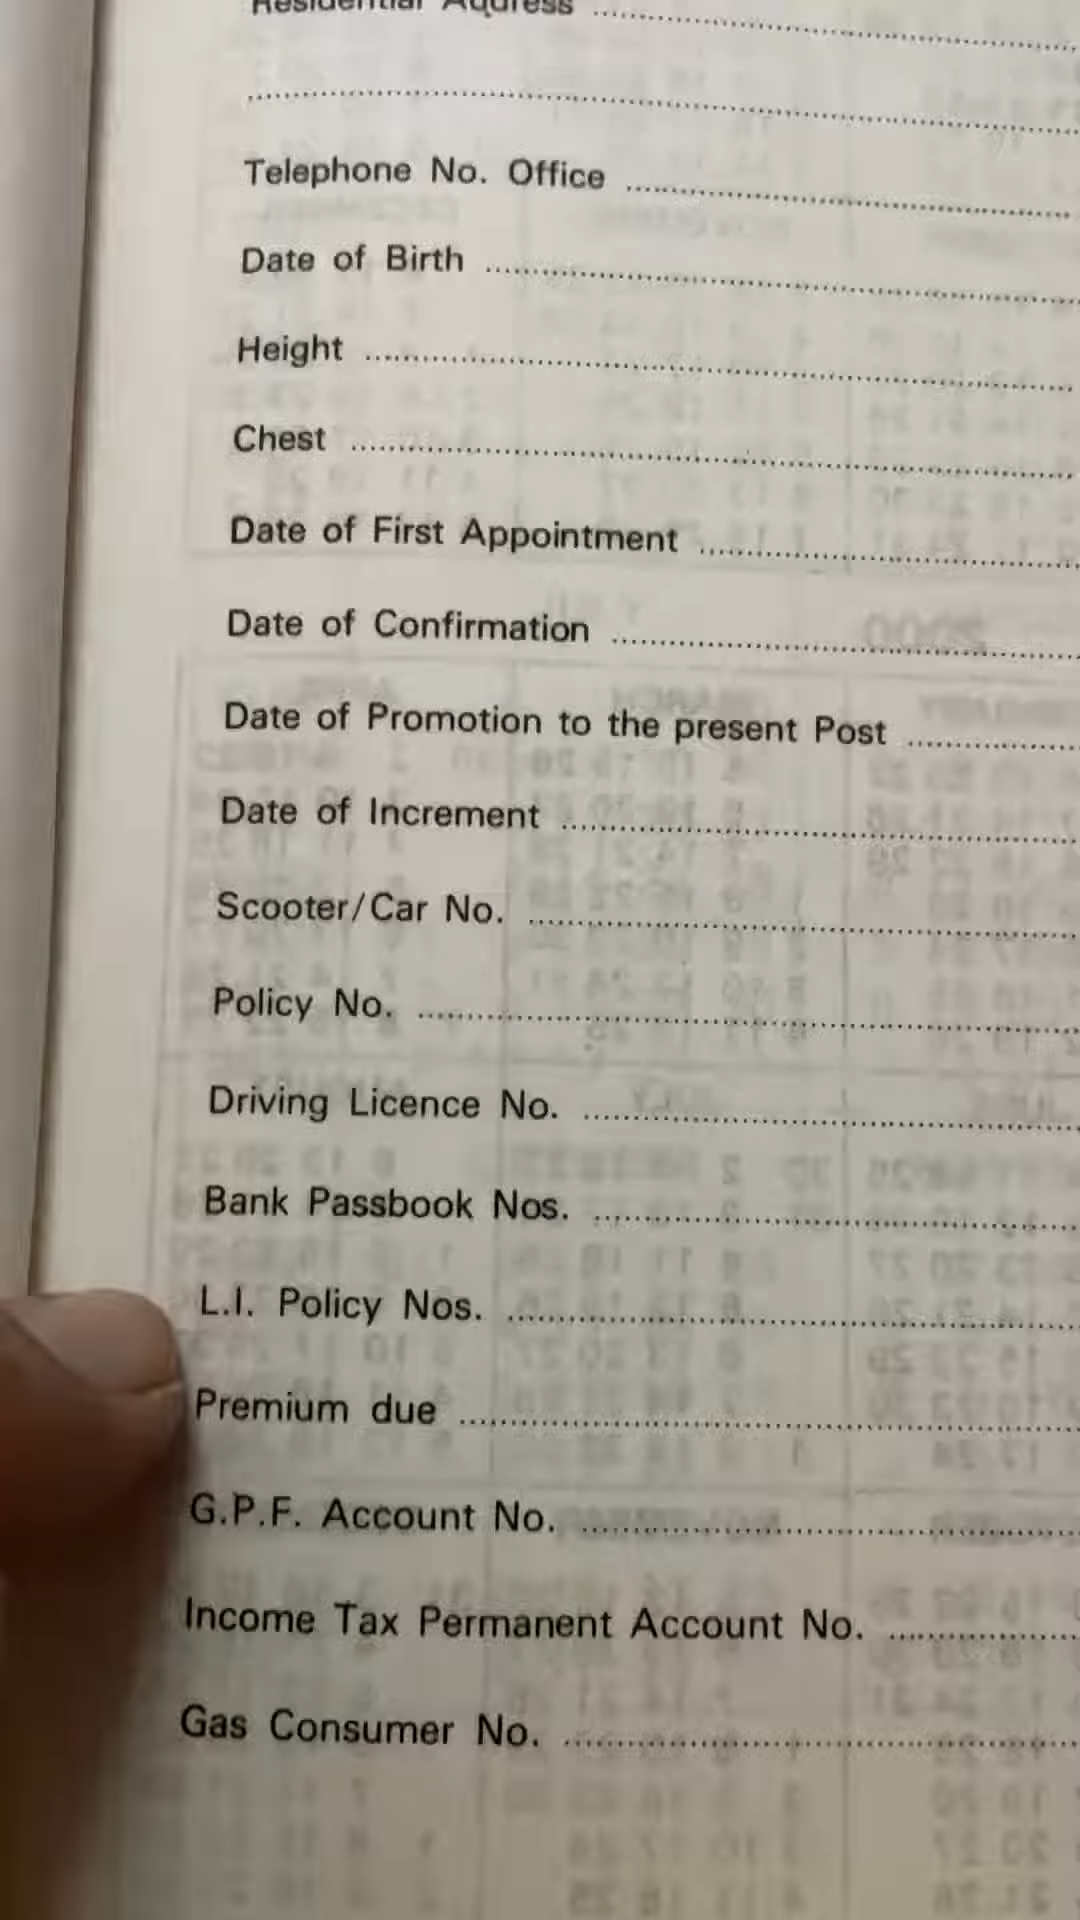 Residential Address ..........
..........
Telephone No. Office ..........
Date of Birth ..........
Height ..........
Chest ..........
Date of First Appointment ..........
Date of Confirmation ..........
Date of Promotion to the present Post ..........
Date of Increment ..........
Scooter/Car No. ..........
Policy No. ..........
Driving Licence No. ..........
Bank Passbook Nos. ..........
L.I. Policy Nos. ..........
Premium due ..........
G.P.F. Account No. ..........
Income Tax Permanent Account No. ..........
Gas Consumer No. ..........